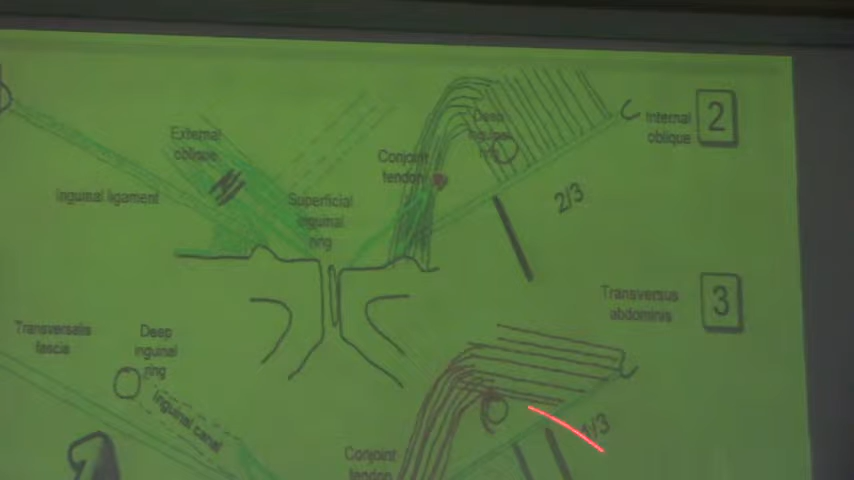 External
oblique
Inguinal ligament
Superficial
inguinal
ring
Conjoint
tendon
Deep
inguinal
ring
Internal
oblique
2
2/3
Transversus
abdominis
3
1/3
Transversalis
fascia
Deep
inguinal
ring
Inguinal canal
Conjoint
tendon